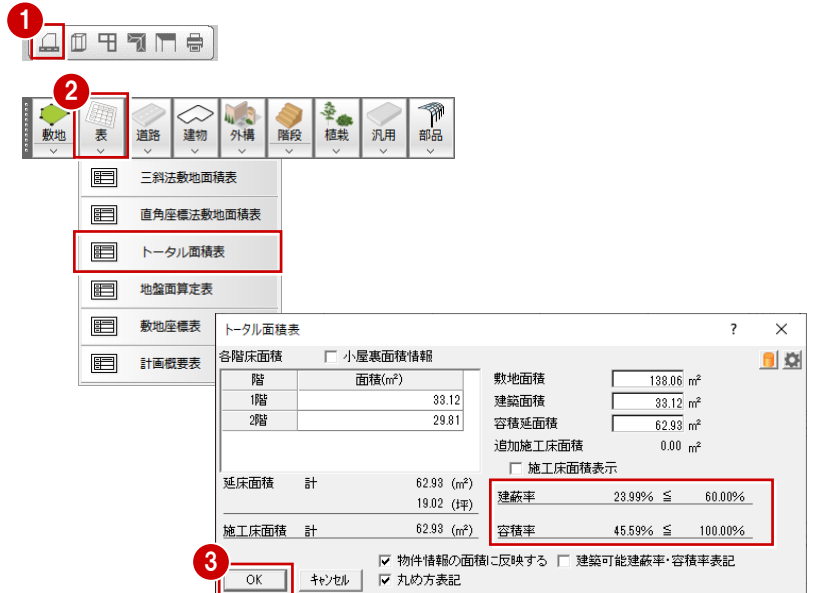 1
2
敷地 表 道路 建物 外構 階段 植栽 汎用 部品
三斜法敷地面積表
直角座標法敷地面積表
トータル面積表
地盤面算定表
敷地座標表
計画概要表
トータル面積表 ? ×
各階床面積 小屋裏面積情報
階 面積(m²)
1階 33.12
2階 29.81
敷地面積 138.06 m²
建築面積 33.12 m²
容積延面積 62.93 m²
追加施工床面積 0.00 m²
施工床面積表示
延床面積 計 62.93 (m²)
19.02 (坪)
施工床面積 計 62.93 (m²)
建蔽率 23.99% ≦ 60.00%
容積率 45.59% ≦ 100.00%
物件情報の面積に反映する 建築可能建蔽率・容積率表記
3
OK キャンセル 丸め方表記